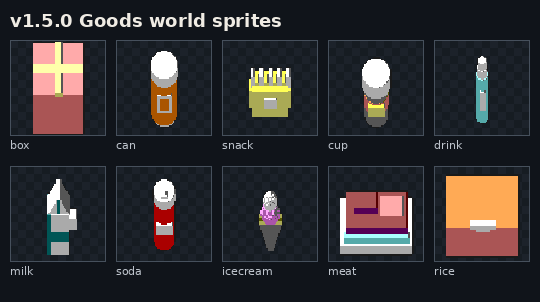 v1.5.0 Goods world sprites
box can snack cup drink
milk soda icecream meat rice